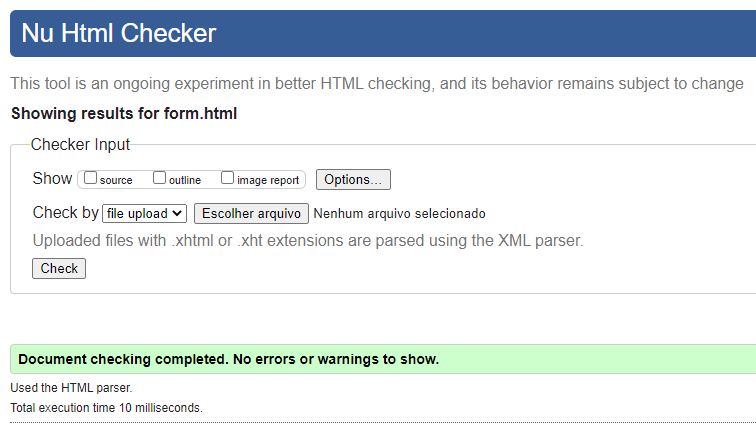 Nu Html Checker
This tool is an ongoing experiment in better HTML checking, and its behavior remains subject to change
Showing results for form.html
Checker Input
Show source outline image report Options...
Check by file upload Escolher arquivo Nenhum arquivo selecionado
Uploaded files with .xhtml or .xht extensions are parsed using the XML parser.
Check
Document checking completed. No errors or warnings to show.
Used the HTML parser.
Total execution time 10 milliseconds.